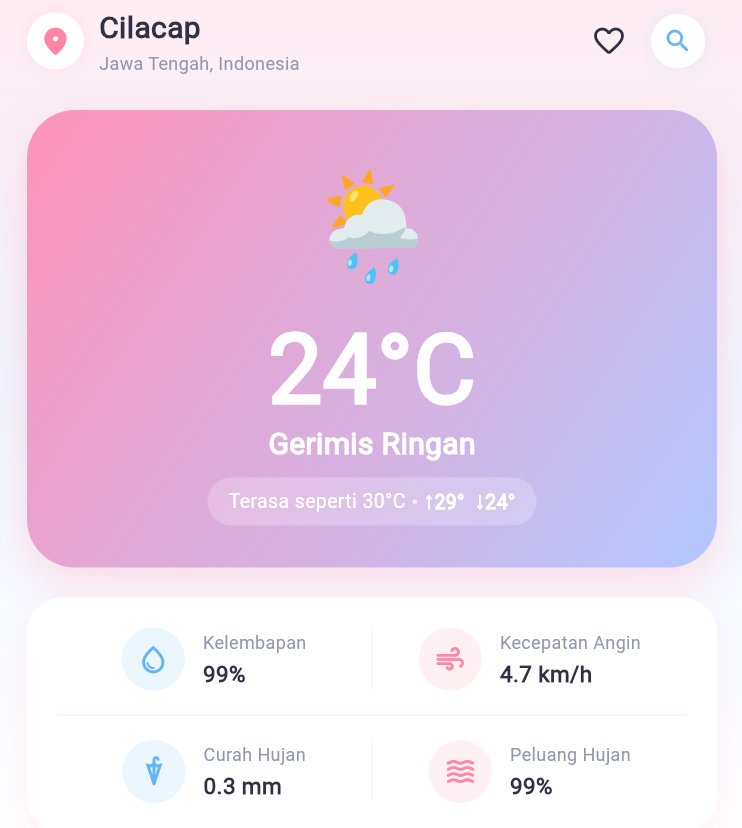 Cilacap
Jawa Tengah, Indonesia
24°C
Gerimis Ringan
Terasa seperti 30°C • ↑29° ↓24°
Kelembapan
99%
Kecepatan Angin
4.7 km/h
Curah Hujan
0.3 mm
Peluang Hujan
99%